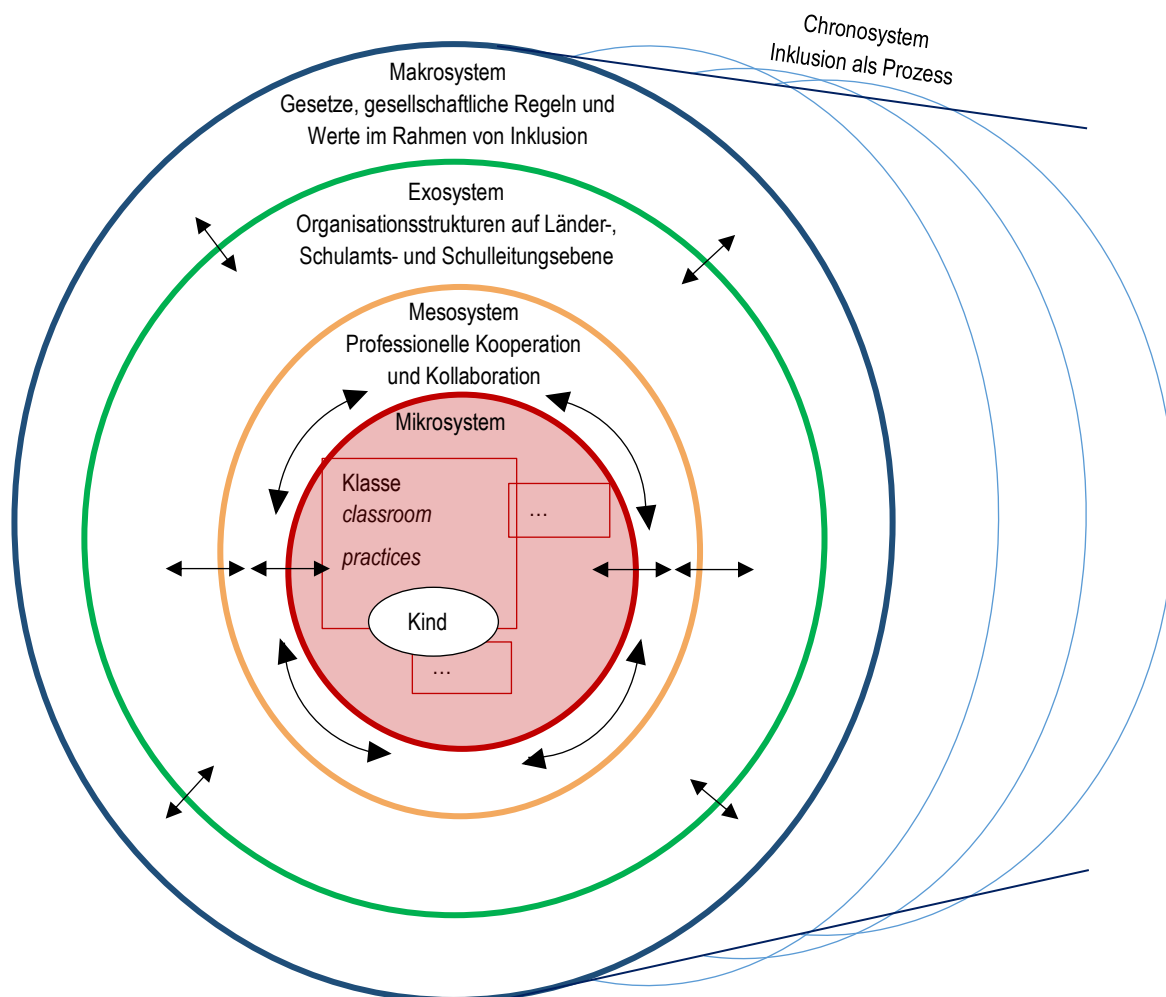 Chronosystem
Inklusion als Prozess
Makrosystem
Gesetze, gesellschaftliche Regeln und
Werte im Rahmen von Inklusion
Exosystem
Organisationsstrukturen auf Länder-,
Schulamts- und Schulleitungsebene
Mesosystem
Professionelle Kooperation
und Kollaboration
Mikrosystem
Klasse
classroom
practices
...
Kind
...